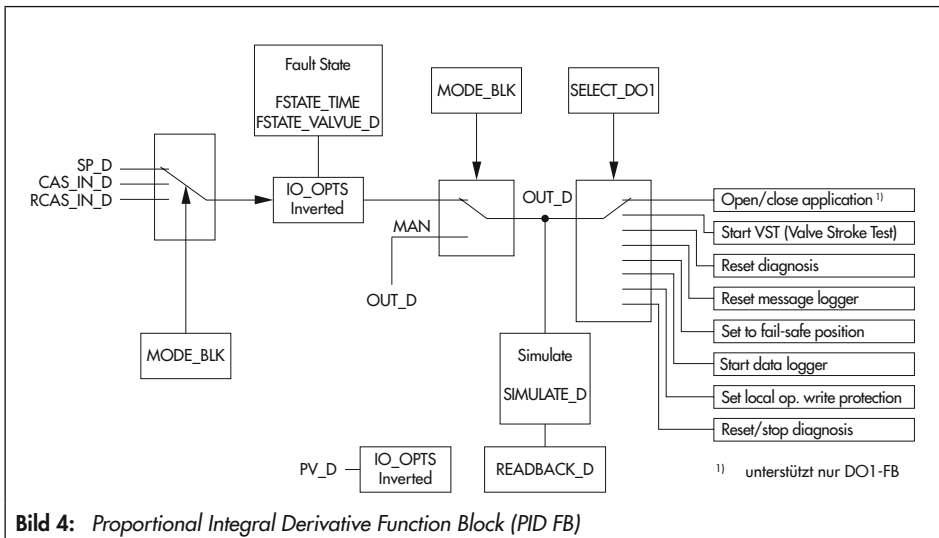 Fault State
FSTATE_TIME
FSTATE_VALVUE_D
MODE_BLK
SELECT_DO1
SP_D
CAS_IN_D
RCAS_IN_D
IO_OPTS
Inverted
MAN
OUT_D
OUT_D
MODE_BLK
Simulate
SIMULATE_D
READBACK_D
PV_D
IO_OPTS
Inverted
Open/close application 1)
Start VST (Valve Stroke Test)
Reset diagnosis
Reset message logger
Set to fail-safe position
Start data logger
Set local op. write protection
Reset/stop diagnosis
1) unterstützt nur DO1-FB
Bild 4: Proportional Integral Derivative Function Block (PID FB)